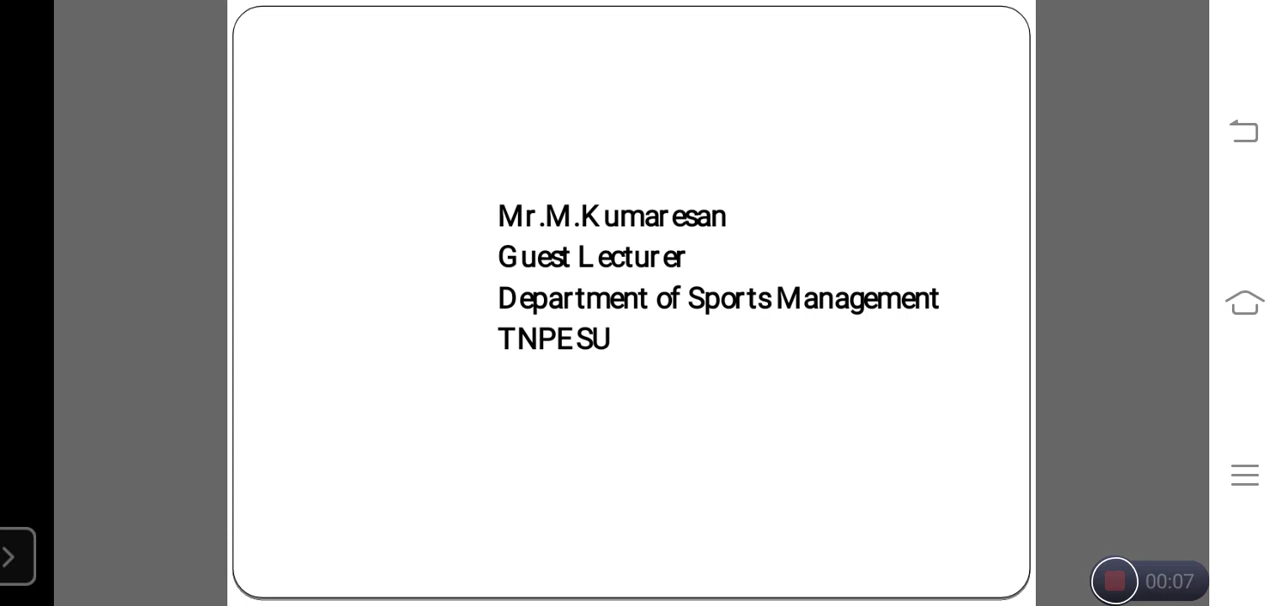 Mr.M.Kumaresan
Guest Lecturer
Department of Sports Management
TNPESU
00:07